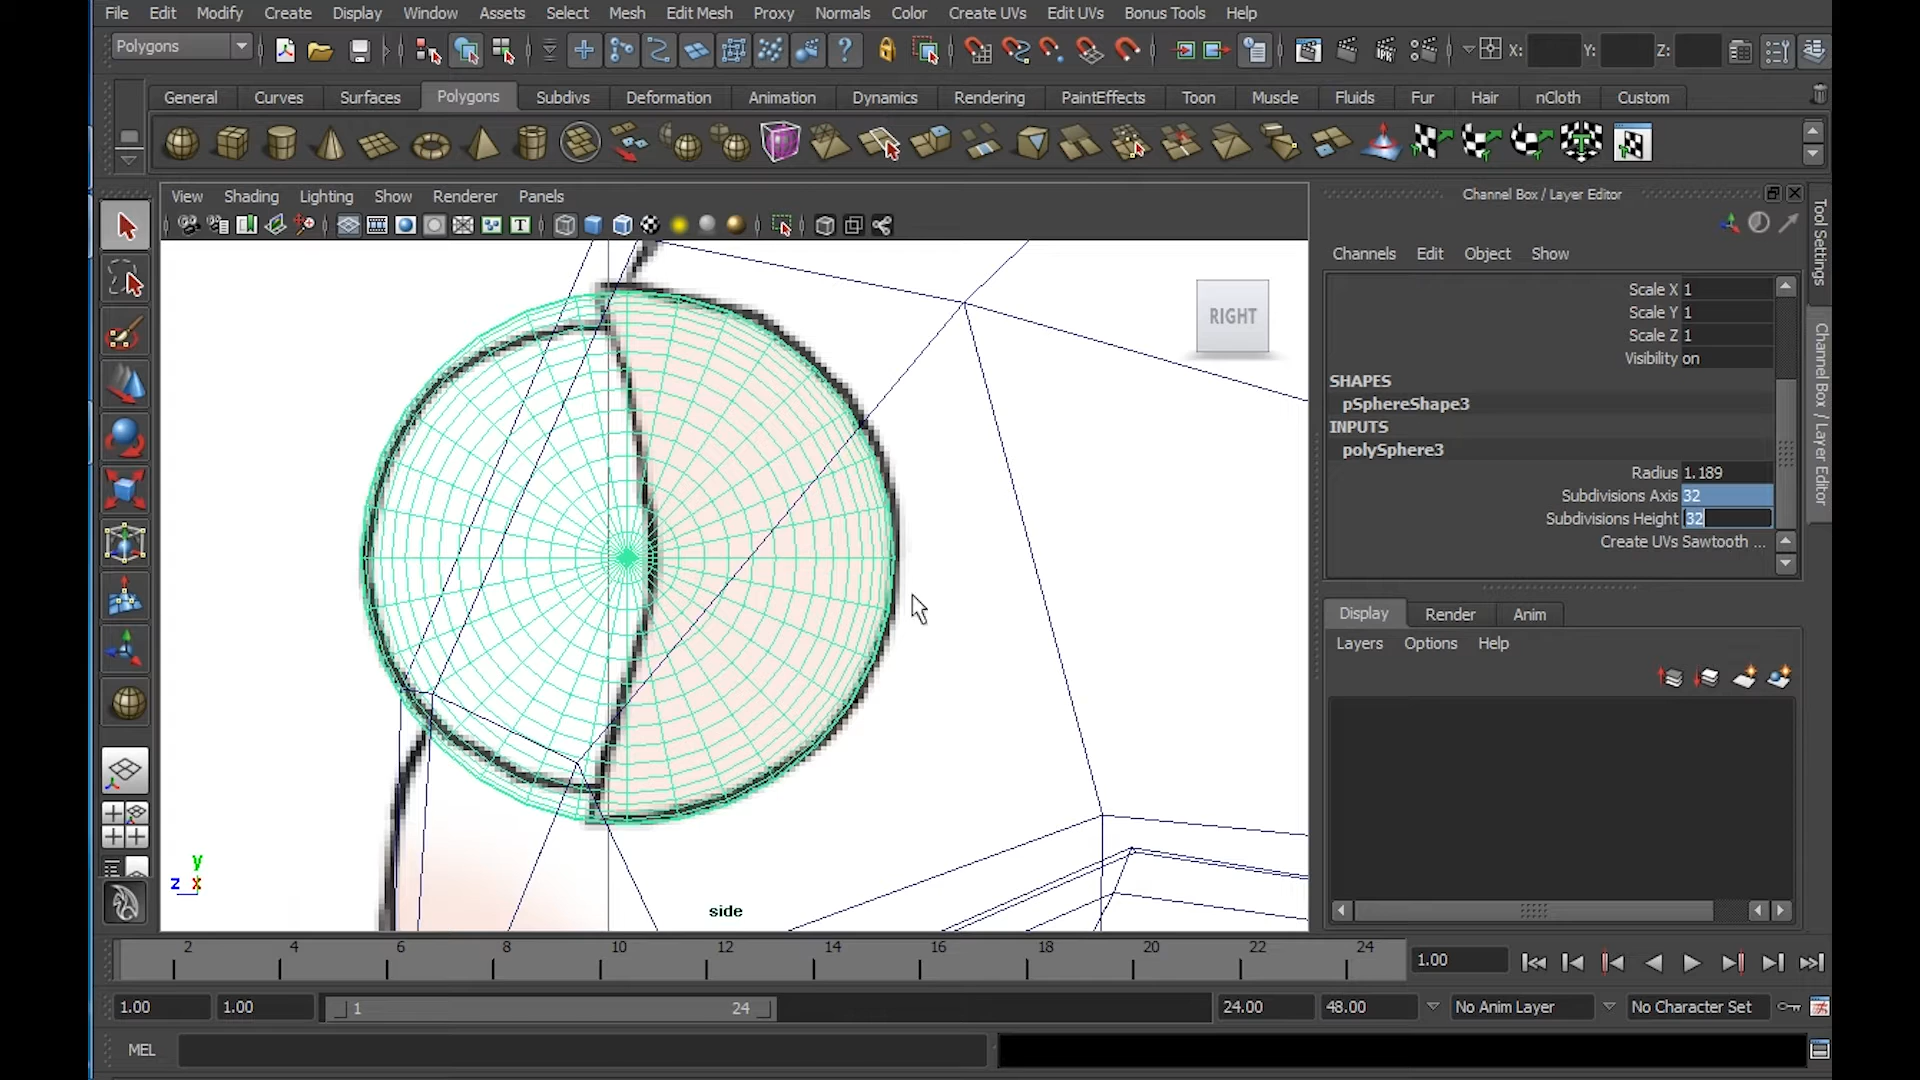 File Edit Modify Create Display Window Assets Select Mesh Edit Mesh Proxy Normals Color Create UVs Edit UVs Bonus Tools Help
Polygons ? X: Y: Z:
General Curves Surfaces Polygons Subdivs Deformation Animation Dynamics Rendering PaintEffects Toon Muscle Fluids Fur Hair nCloth Custom
View Shading Lighting Show Renderer Panels
Channel Box / Layer Editor
Tool Settings
Channel Box / Layer Editor
T
Channels Edit Object Show
RIGHT
Scale X 1
Scale Y 1
Scale Z 1
Visibility on
SHAPES
pSphereShape3
INPUTS
polySphere3
Radius 1.189
Subdivisions Axis 32
Subdivisions Height 32
Create UVs Sawtooth ...
Display Render Anim
Layers Options Help
y
z x
side
2 4 6 8 10 12 14 16 18 20 22 24
1.00
1.00 1.00 1 24 24.00 48.00 No Anim Layer No Character Set
MEL